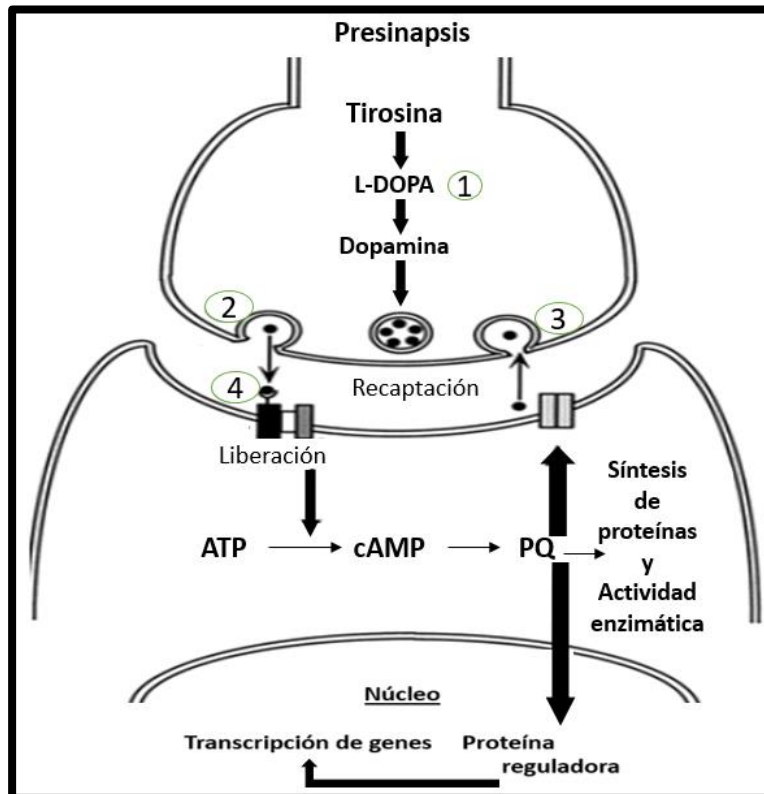 Presinapsis
Tirosina
L-DOPA 1
Dopamina
2
3
4
Recaptación
Liberación
Síntesis
de
proteínas
y
Actividad
enzimática
ATP cAMP PQ
Núcleo
Transcripción de genes Proteína
reguladora